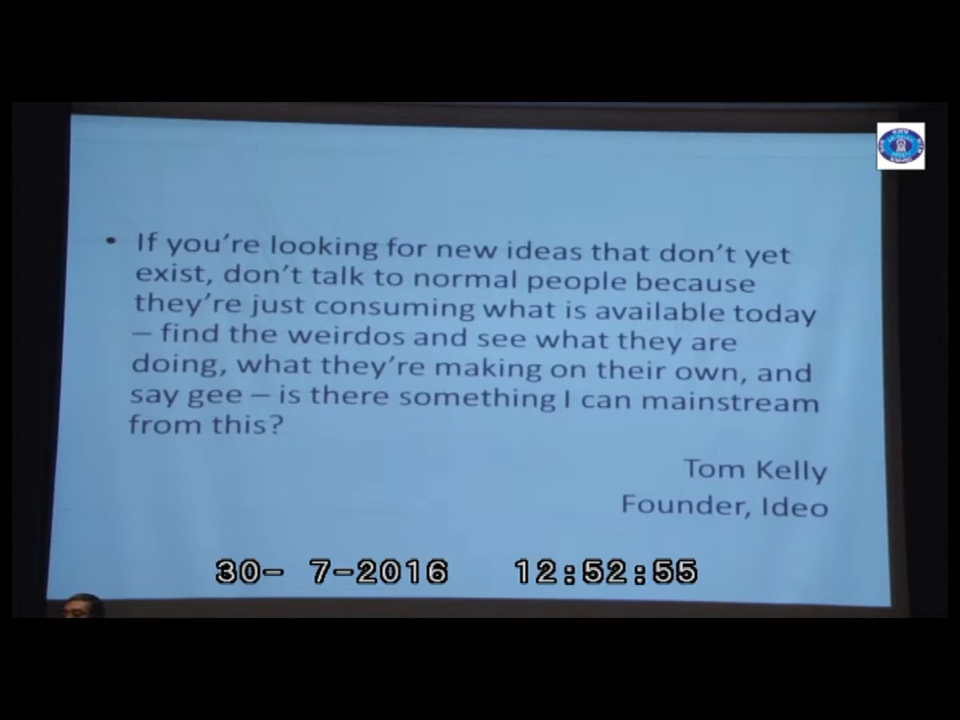 • If you're looking for new ideas that don't yet
exist, don't talk to normal people because
they're just consuming what is available today
– find the weirdos and see what they are
doing, what they're making on their own, and
say gee – is there something I can mainstream
from this?
Tom Kelly
Founder, Ideo
30- 7-2016 12:52:55